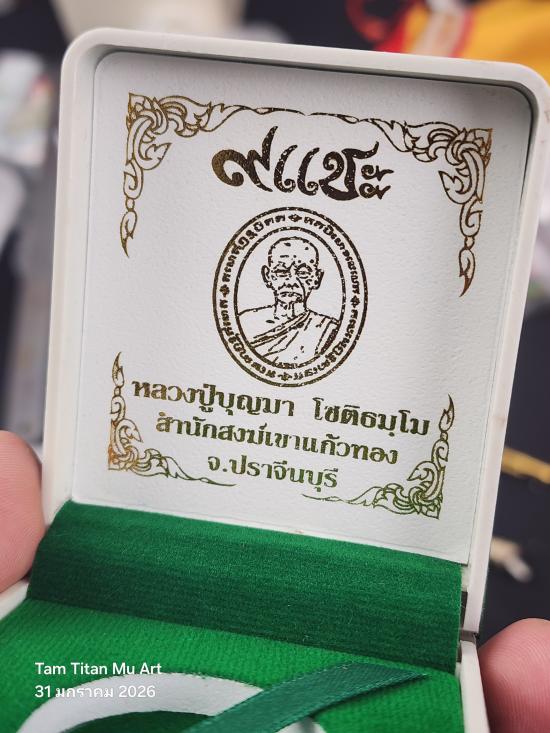 ๙แชะ
หลวงปู่บุญมา โชติธมฺโม
สำนักสงฆ์เขาแก้วทอง
จ.ปราจีนบุรี
Tam Titan Mu Art
31 มกราคม 2026